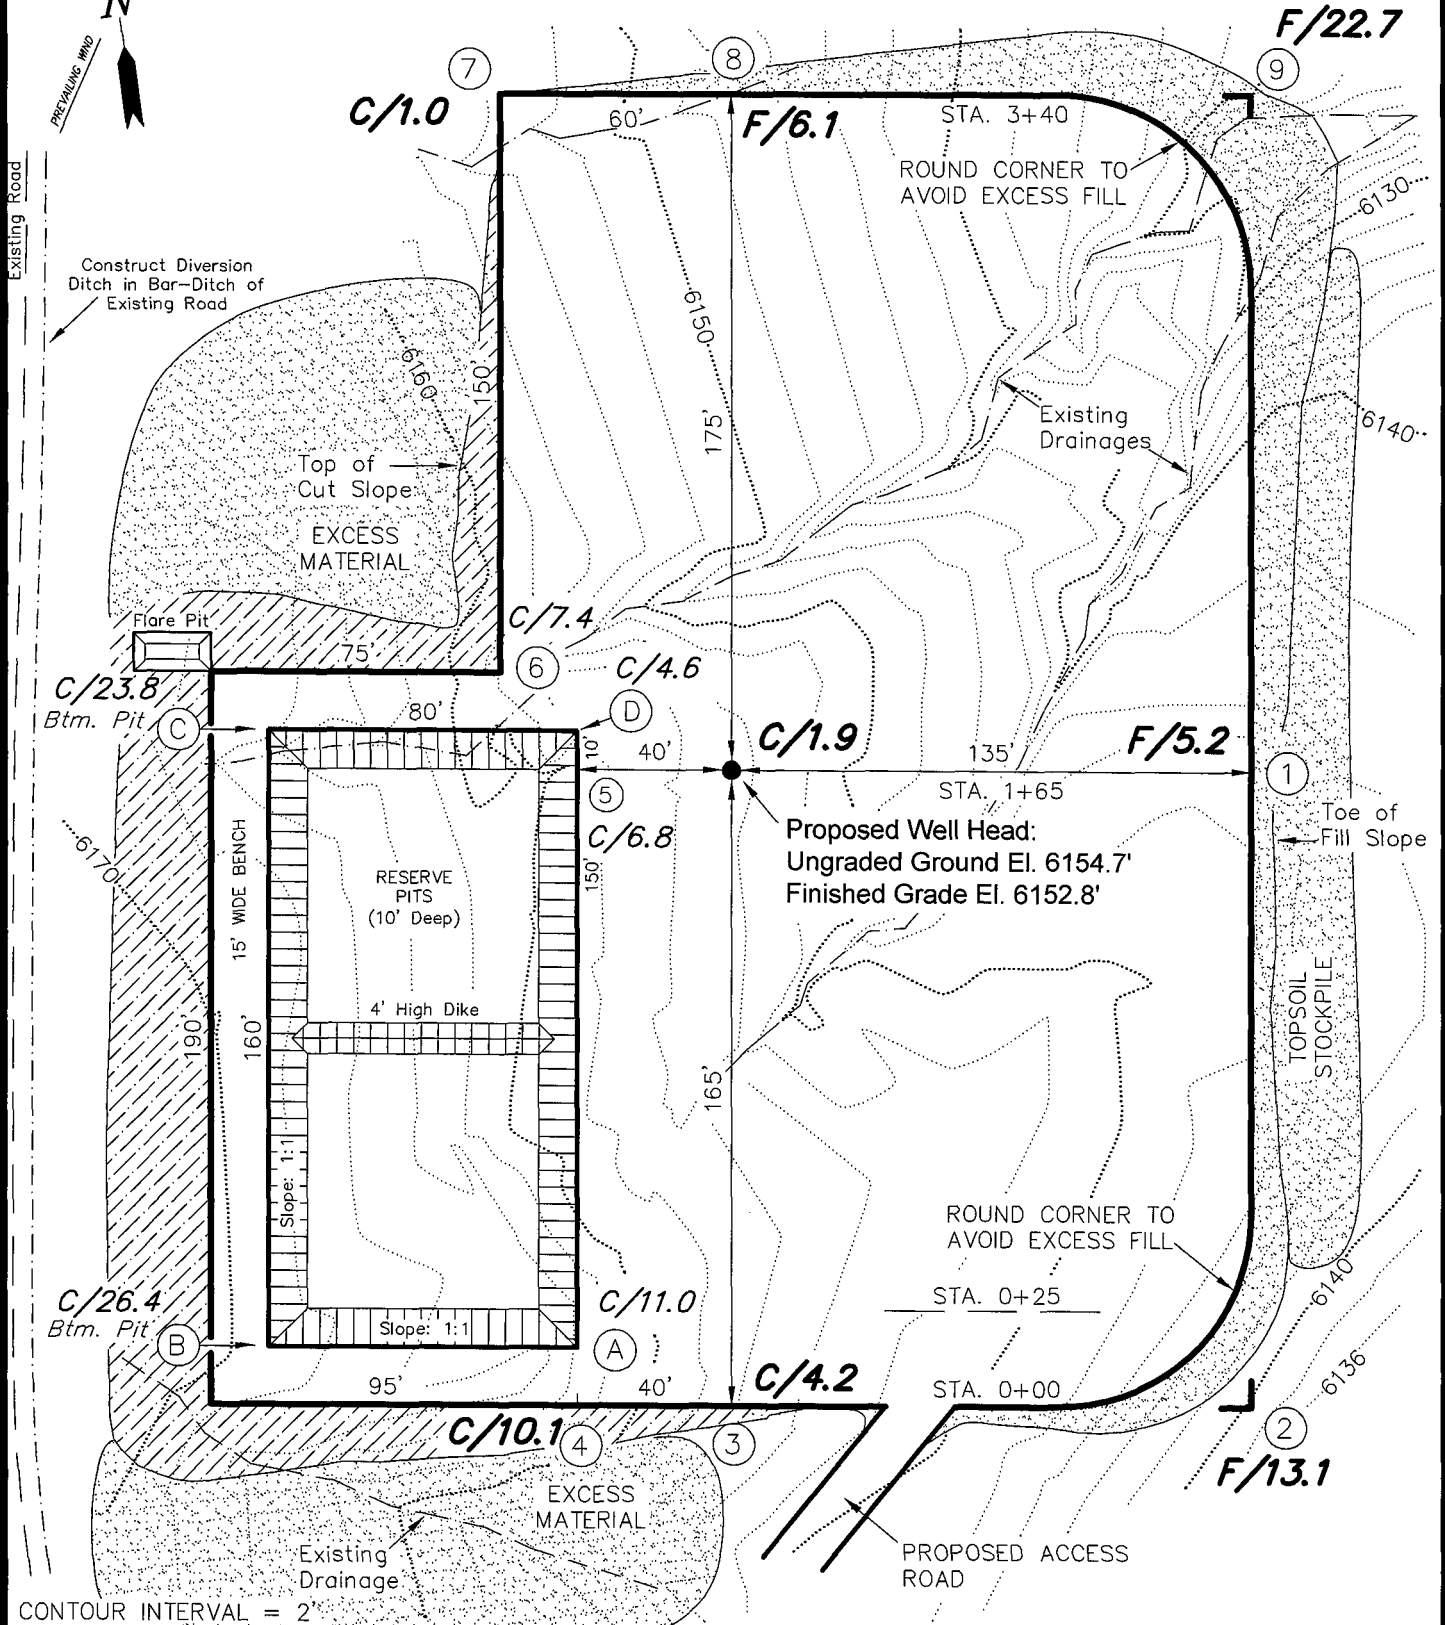 N
PREVAILING WIND
F/22.7
7
8
9
C/1.0
60'
F/6.1
STA. 3+40
ROUND CORNER TO
AVOID EXCESS FILL
6130
Existing Road
Construct Diversion
Ditch in Bar-Ditch of
Existing Road
6150
6160
150'
175'
Existing
Drainages
6140
Top of
Cut Slope
EXCESS
MATERIAL
Flare Pit
C/7.4
75'
6
C/4.6
C/23.8
Btm. Pit
C
80'
D
10'
40'
C/1.9
135'
F/5.2
1
STA. 1+65
5
C/6.8
Toe of
Fill Slope
Proposed Well Head:
Ungraded Ground El. 6154.7'
Finished Grade El. 6152.8'
6170
15' WIDE BENCH
RESERVE
PITS
(10' Deep)
150'
4' High Dike
190'
160'
165'
TOPSOIL
STOCKPILE
Slope: 1:1
ROUND CORNER TO
AVOID EXCESS FILL
6140
C/26.4
Btm. Pit
B
Slope: 1:1
C/11.0
A
STA. 0+25
6136
95'
40'
C/4.2
STA. 0+00
C/10.1
4
3
2
F/13.1
EXCESS
MATERIAL
Existing
Drainage
PROPOSED ACCESS
ROAD
CONTOUR INTERVAL = 2'